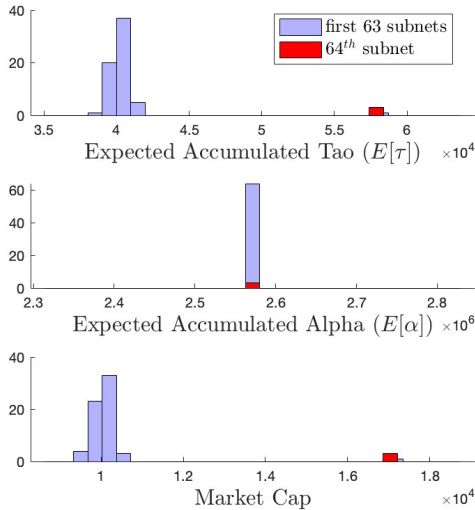 40
first 63 subnets
64th subnet
20
0
3.5 4 4.5 5 5.5 6
Expected Accumulated Tao (E[τ]) ×10^4
60
40
20
0
2.3 2.4 2.5 2.6 2.7 2.8
Expected Accumulated Alpha (E[α]) ×10^6
40
20
0
1 1.2 1.4 1.6 1.8
Market Cap ×10^4